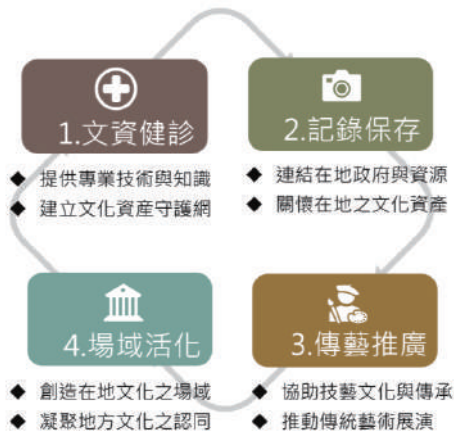 1.文資健診
◆ 提供專業技術與知識
◆ 建立文化資產守護網
2.記錄保存
◆ 連結在地政府與資源
◆ 關懷在地之文化資產
3.傳藝推廣
◆ 協助技藝文化與傳承
◆ 推動傳統藝術展演
4.場域活化
◆ 創造在地文化之場域
◆ 凝聚地方文化之認同